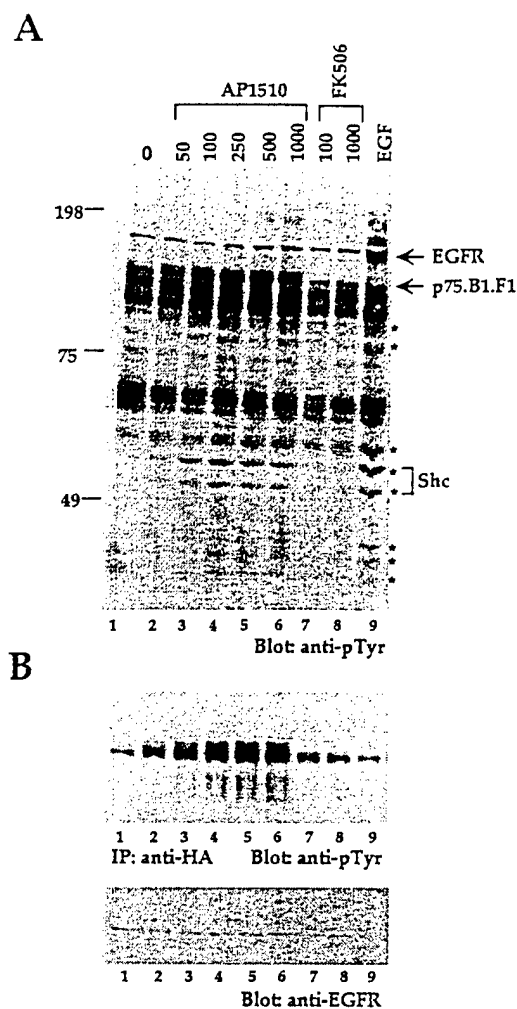 A
AP1510
FK506
0
50
100
250
500
1000
100
1000
EGF
198
EGFR
p75.B1.F1
*
*
75
*
*
Shc
*
49
*
*
*
1 2 3 4 5 6 7 8 9
Blot: anti-pTyr
B
1 2 3 4 5 6 7 8 9
IP: anti-HA Blot: anti-pTyr
1 2 3 4 5 6 7 8 9
Blot: anti-EGFR